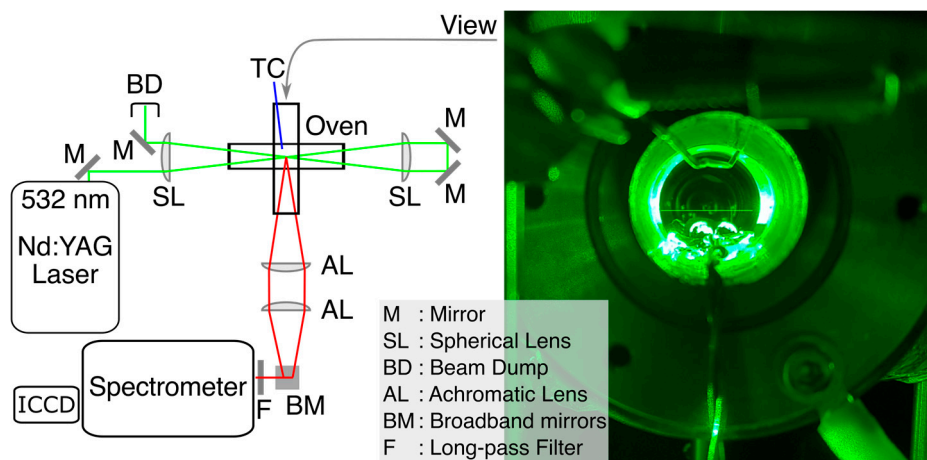 View
TC
BD
Oven
M
M
M
M
SL
SL
532 nm
Nd:YAG
Laser
AL
AL
M : Mirror
SL : Spherical Lens
BD : Beam Dump
AL : Achromatic Lens
BM : Broadband mirrors
F : Long-pass Filter
Spectrometer
ICCD
F
BM